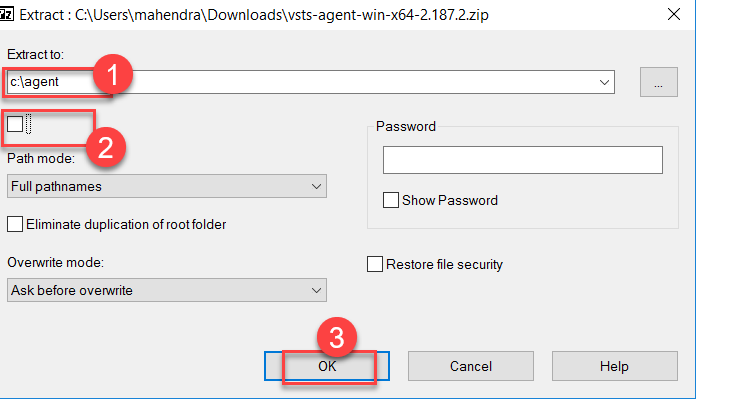 7z Extract : C:\Users\mahendra\Downloads\vsts-agent-win-x64-2.187.2.zip
Extract to:
c:\agent
1
...
2
Password
Path mode:
Full pathnames
Show Password
Eliminate duplication of root folder
Overwrite mode:
Restore file security
Ask before overwrite
3
OK Cancel Help